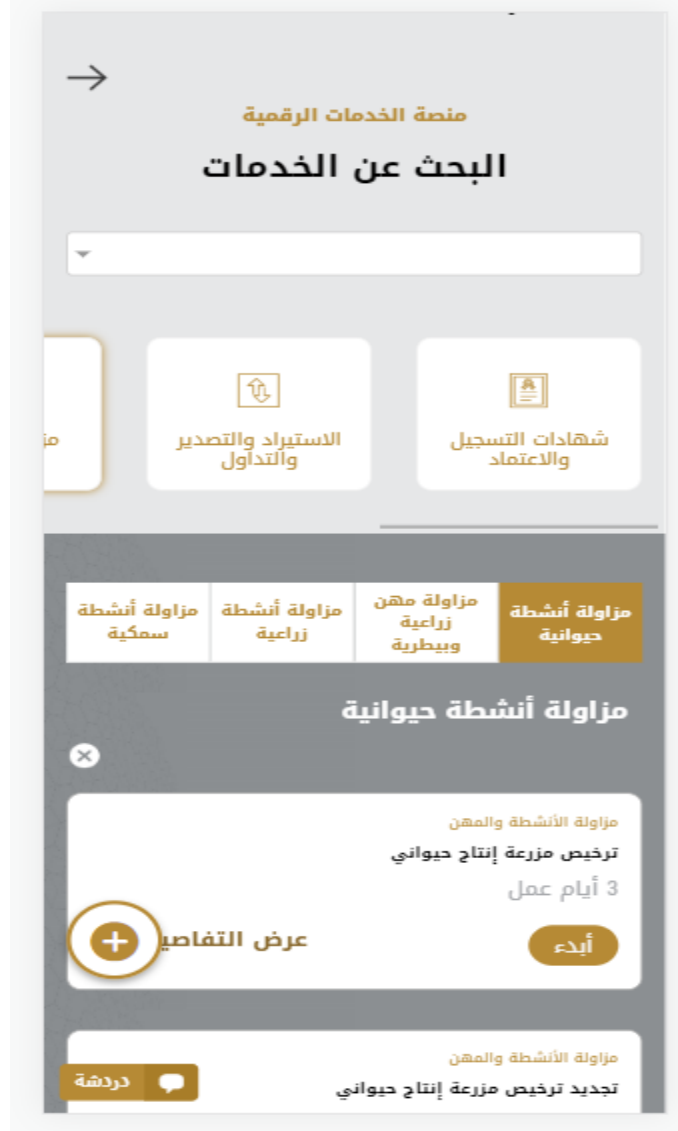 منصة الخدمات الرقمية
البحث عن الخدمات
شهادات التسجيل
والاعتماد
الاستيراد والتصدير
والتداول
مزاولة أنشطة
حيوانية
مزاولة مهن
زراعية
وبيطرية
مزاولة أنشطة
زراعية
مزاولة أنشطة
سمكية
مزاولة أنشطة حيوانية
مزاولة الأنشطة والمهن
ترخيص مزرعة إنتاج حيواني
3 أيام عمل
أبدء
عرض
مزاولة الأنشطة والمهن
تجديد ترخيص مزرعة إنتاج حيواني
دردشة